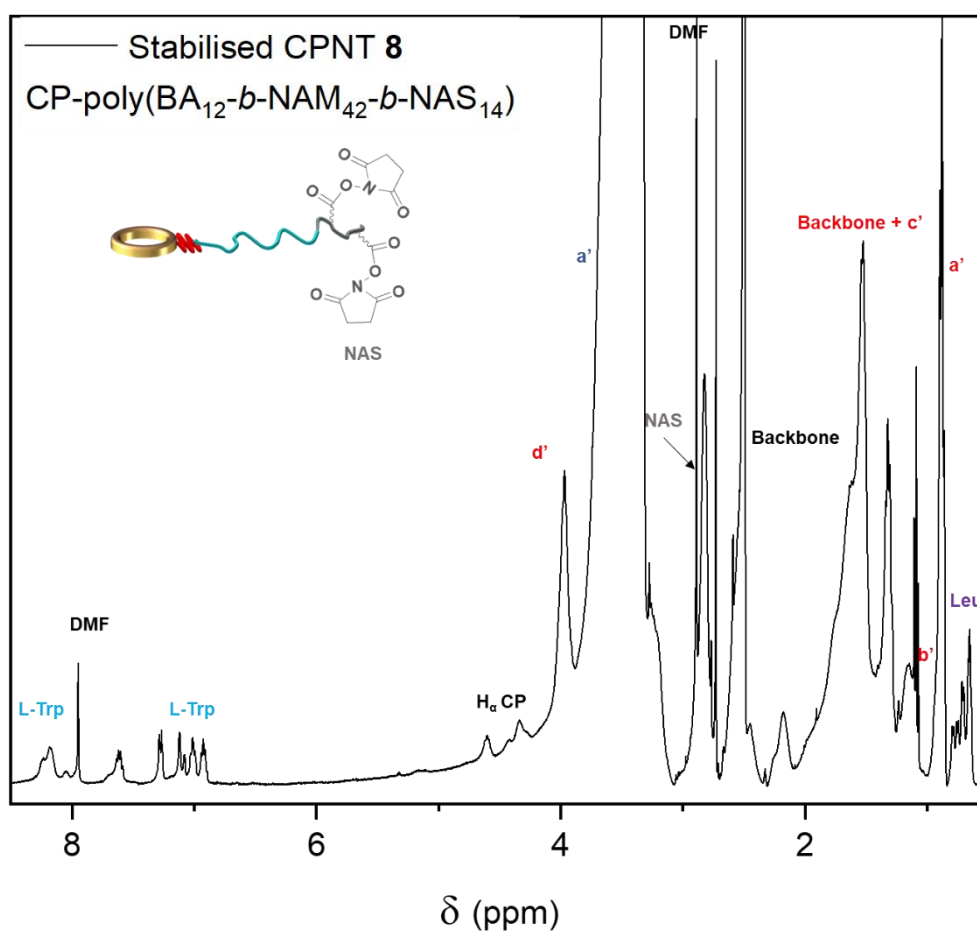 Stabilised CPNT 8
CP-poly(BA12-b-NAM42-b-NAS14)
DMF
O
O
N
O
O
O
O
O
N
O
O
NAS
a’
Backbone + c’
a’
NAS
Backbone
d’
b’
Leu
DMF
L-Trp
L-Trp
Hα CP
8
6
4
2
δ (ppm)